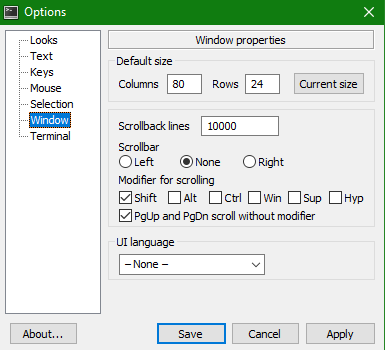 Options
Looks
Text
Keys
Mouse
Selection
Window
Terminal
Window properties
Default size
Columns 80 Rows 24 Current size
Scrollback lines 10000
Scrollbar
Left None Right
Modifier for scrolling
Shift Alt Ctrl Win Sup Hyp
PgUp and PgDn scroll without modifier
UI language
– None –
About... Save Cancel Apply